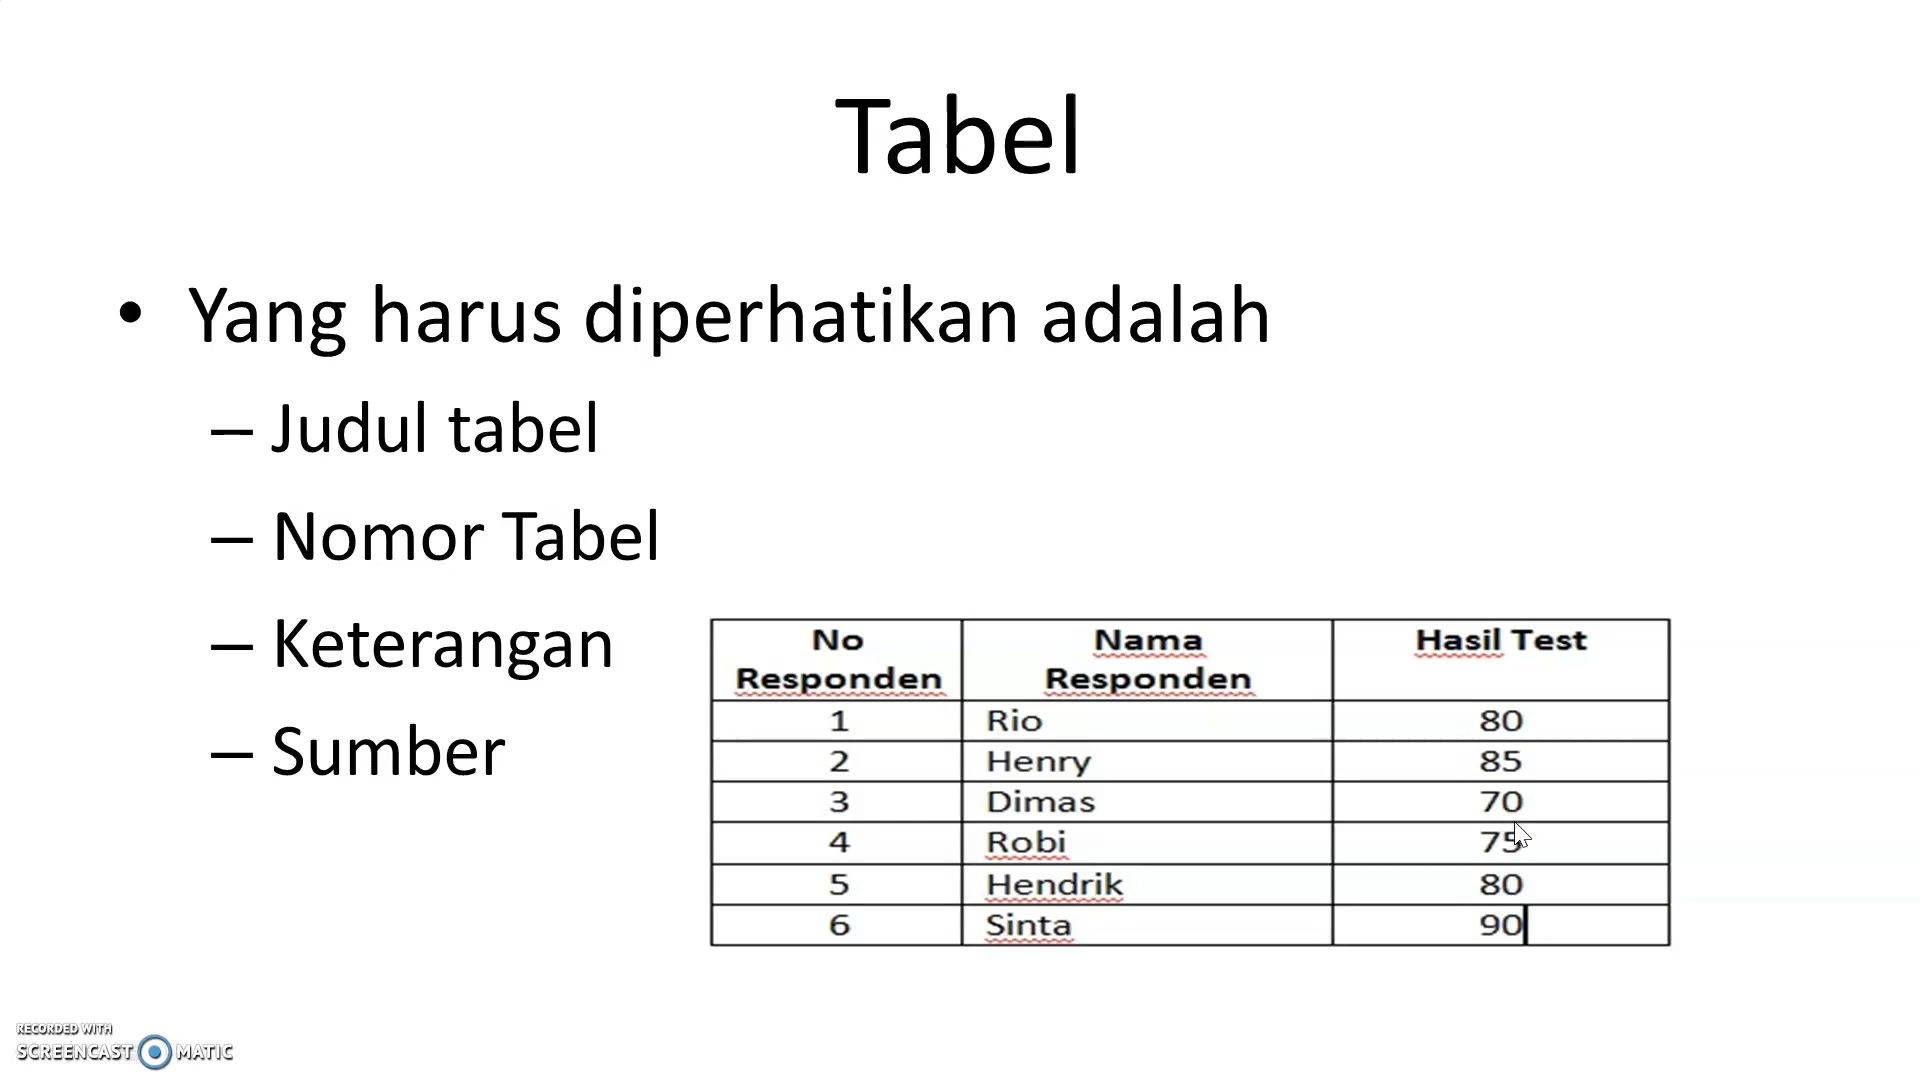 Tabel
• Yang harus diperhatikan adalah
– Judul tabel
– Nomor Tabel
– Keterangan
– Sumber
No Responden Nama Responden Hasil Test
1 Rio 80
2 Henry 85
3 Dimas 70
4 Robi 75
5 Hendrik 80
6 Sinta 90
RECORDED WITH
SCREENCAST MATIC